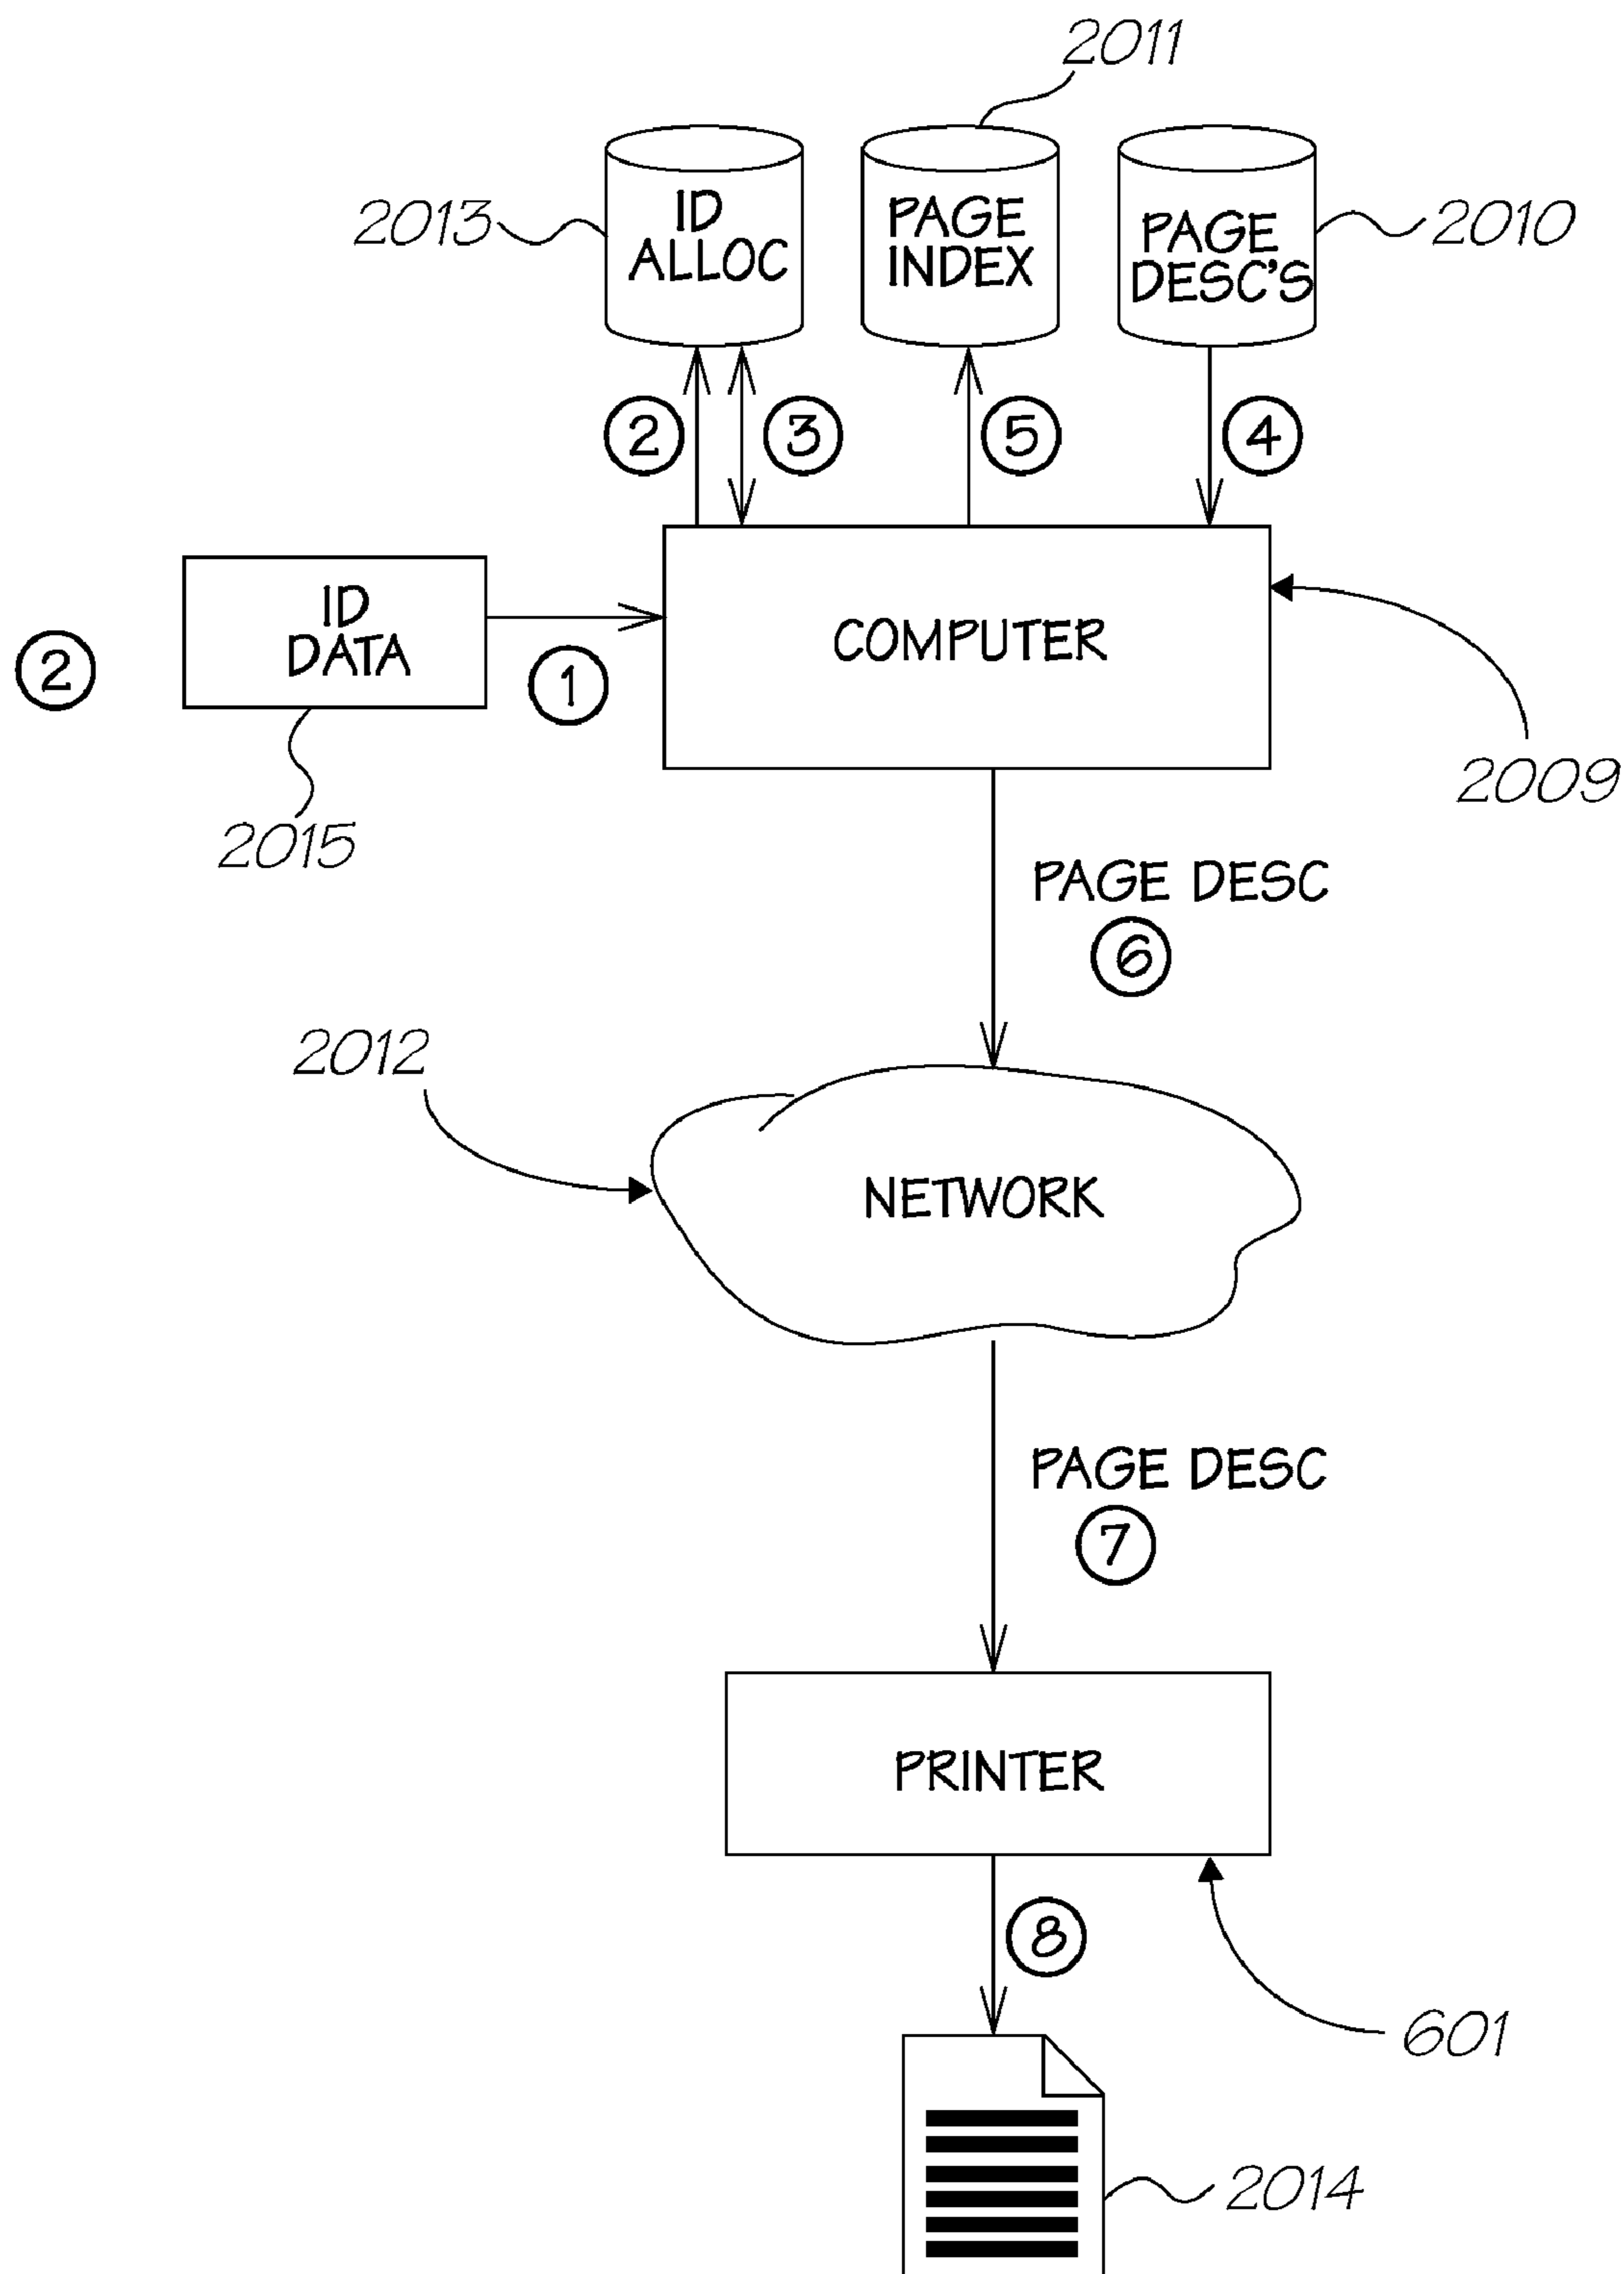 2011
2013
ID
ALLOC
PAGE
INDEX
PAGE
DESC'S
2010
2
3
5
4
2
ID
DATA
1
COMPUTER
2009
2015
PAGE DESC
6
2012
NETWORK
PAGE DESC
7
PRINTER
8
601
2014